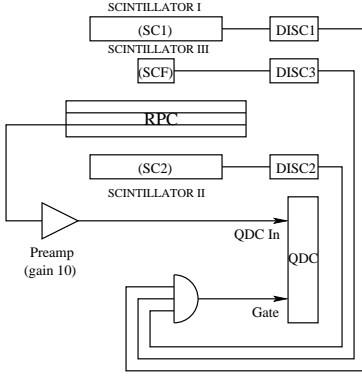 SCINTILLATOR I
(SC1)
DISC1
SCINTILLATOR III
(SCF)
DISC3
RPC
(SC2)
DISC2
SCINTILLATOR II
QDC In
QDC
Preamp
(gain 10)
Gate